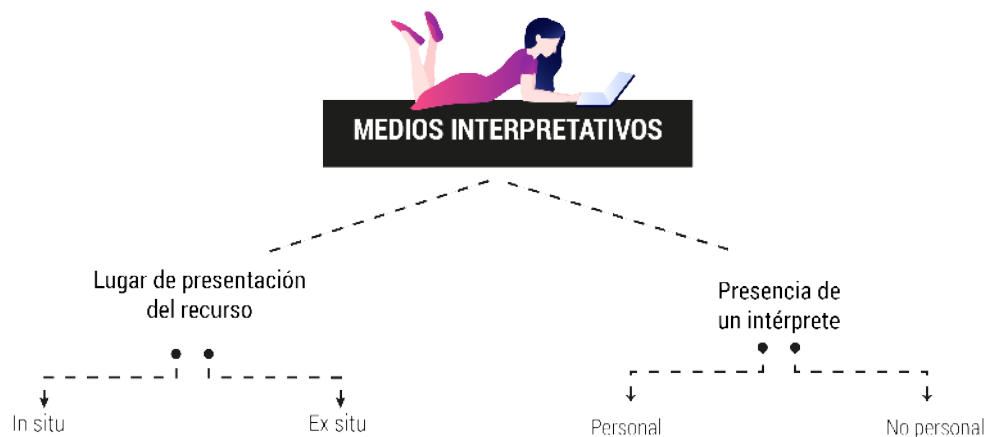 MEDIOS INTERPRETATIVOS
Lugar de presentación
del recurso
Presencia de
un intérprete
In situ
Ex situ
Personal
No personal